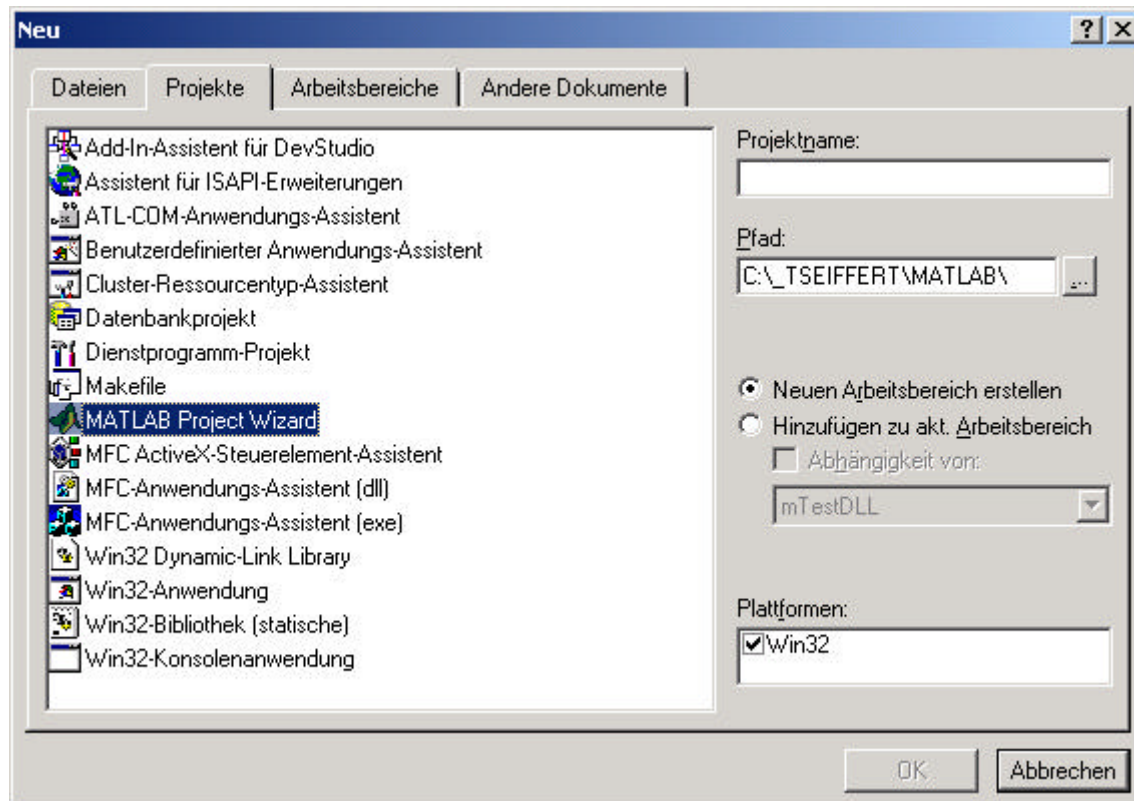 Neu
Dateien Projekte Arbeitsbereiche Andere Dokumente
Add-In-Assistent für DevStudio
Assistent für ISAPI-Erweiterungen
ATL-COM-Anwendungs-Assistent
Benutzerdefinierter Anwendungs-Assistent
Cluster-Ressourcentyp-Assistent
Datenbankprojekt
Dienstprogramm-Projekt
Makefile
MATLAB Project Wizard
MFC ActiveX-Steuerelement-Assistent
MFC-Anwendungs-Assistent (dll)
MFC-Anwendungs-Assistent (exe)
Win32 Dynamic-Link Library
Win32-Anwendung
Win32-Bibliothek (statische)
Win32-Konsolenanwendung
Projektname:
Pfad:
C:\_TSEIFFERT\MATLAB\ ...
Neuen Arbeitsbereich erstellen
Hinzufügen zu akt. Arbeitsbereich
Abhängigkeit von:
mTestDLL
Plattformen:
Win32
OK Abbrechen